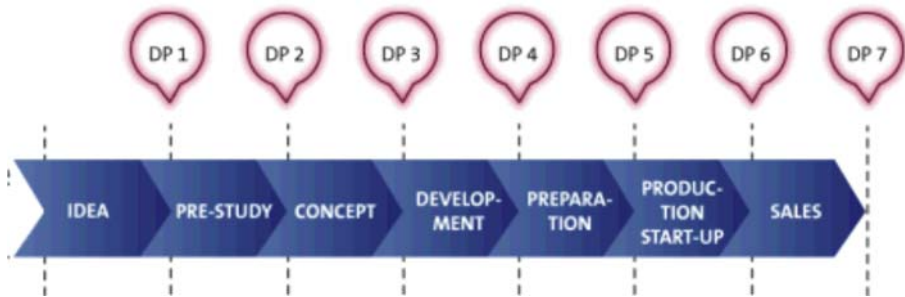 DP 1
DP 2
DP 3
DP 4
DP 5
DP 6
DP 7
IDEA
PRE-STUDY
CONCEPT
DEVELOP-
MENT
PREPARA-
TION
PRODUC-
TION
START-UP
SALES